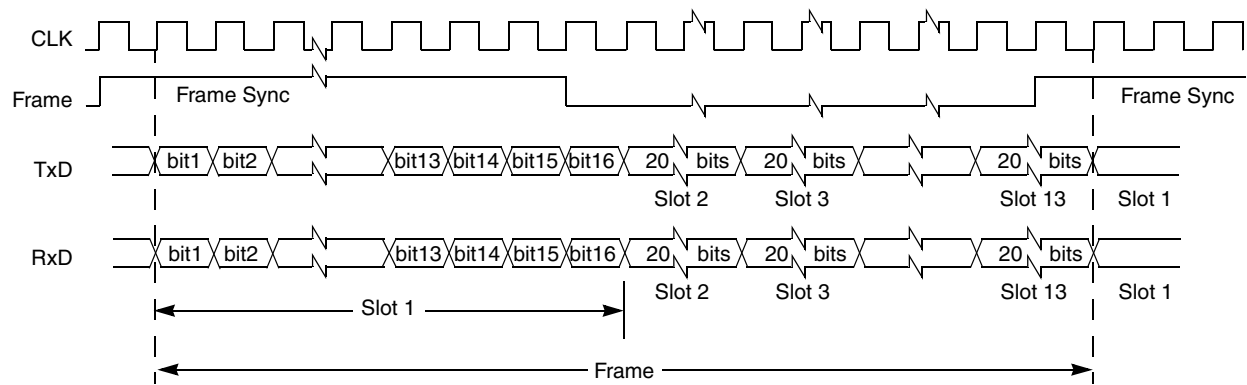 CLK
Frame
Frame Sync
Frame Sync
TxD
bit1 bit2 bit13 bit14 bit15 bit16 20 bits 20 bits 20 bits
Slot 2 Slot 3 Slot 13 Slot 1
RxD
bit1 bit2 bit13 bit14 bit15 bit16 20 bits 20 bits 20 bits
Slot 2 Slot 3 Slot 13 Slot 1
Slot 1
Frame